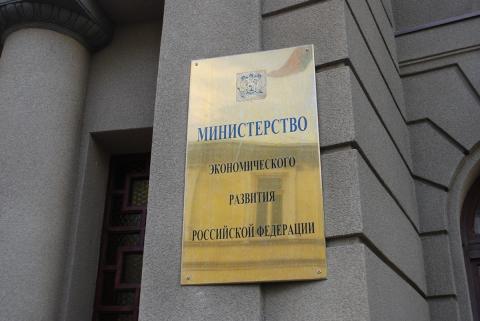 МИНИСТЕРСТВО
ЭКОНОМИЧЕСКОГО
РАЗВИТИЯ
РОССИЙСКОЙ ФЕДЕРАЦИИ